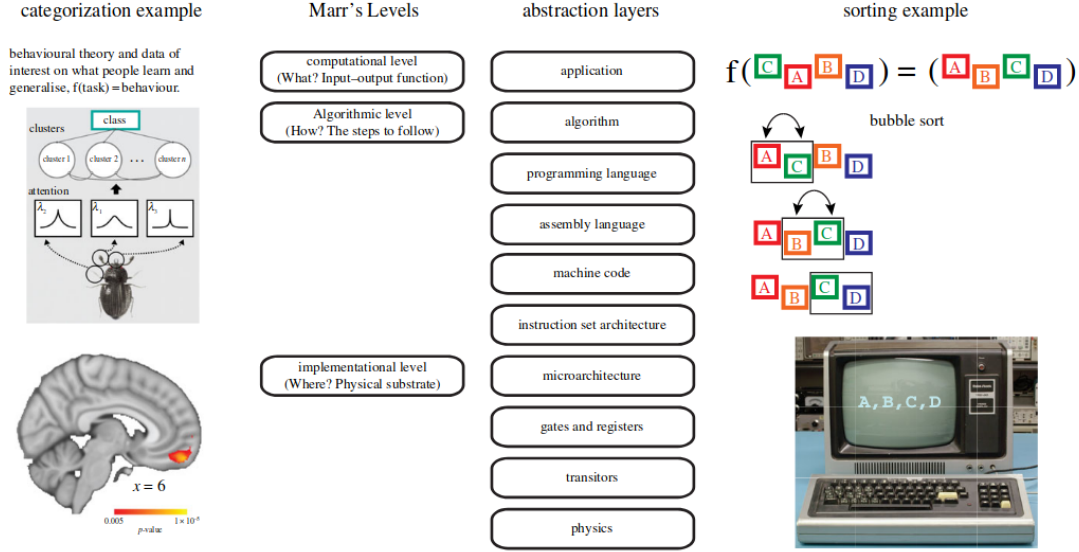 categorization example
Marr's Levels
abstraction layers
sorting example
behavioural theory and data of
interest on what people learn and
generalise, f(task) = behaviour.
class
clusters
cluster 1
cluster 2
...
cluster n
attention
λ2
λ1
λ3
x = 6
0.005
1 × 10⁻⁶
p-value
computational level
(What? Input–output function)
Algorithmic level
(How? The steps to follow)
implementational level
(Where? Physical substrate)
application
algorithm
programming language
assembly language
machine code
instruction set architecture
microarchitecture
gates and registers
transitors
physics
f( C A B D ) = ( A B C D )
bubble sort
A C B D
A B C D
A B C D
A,B,C,D